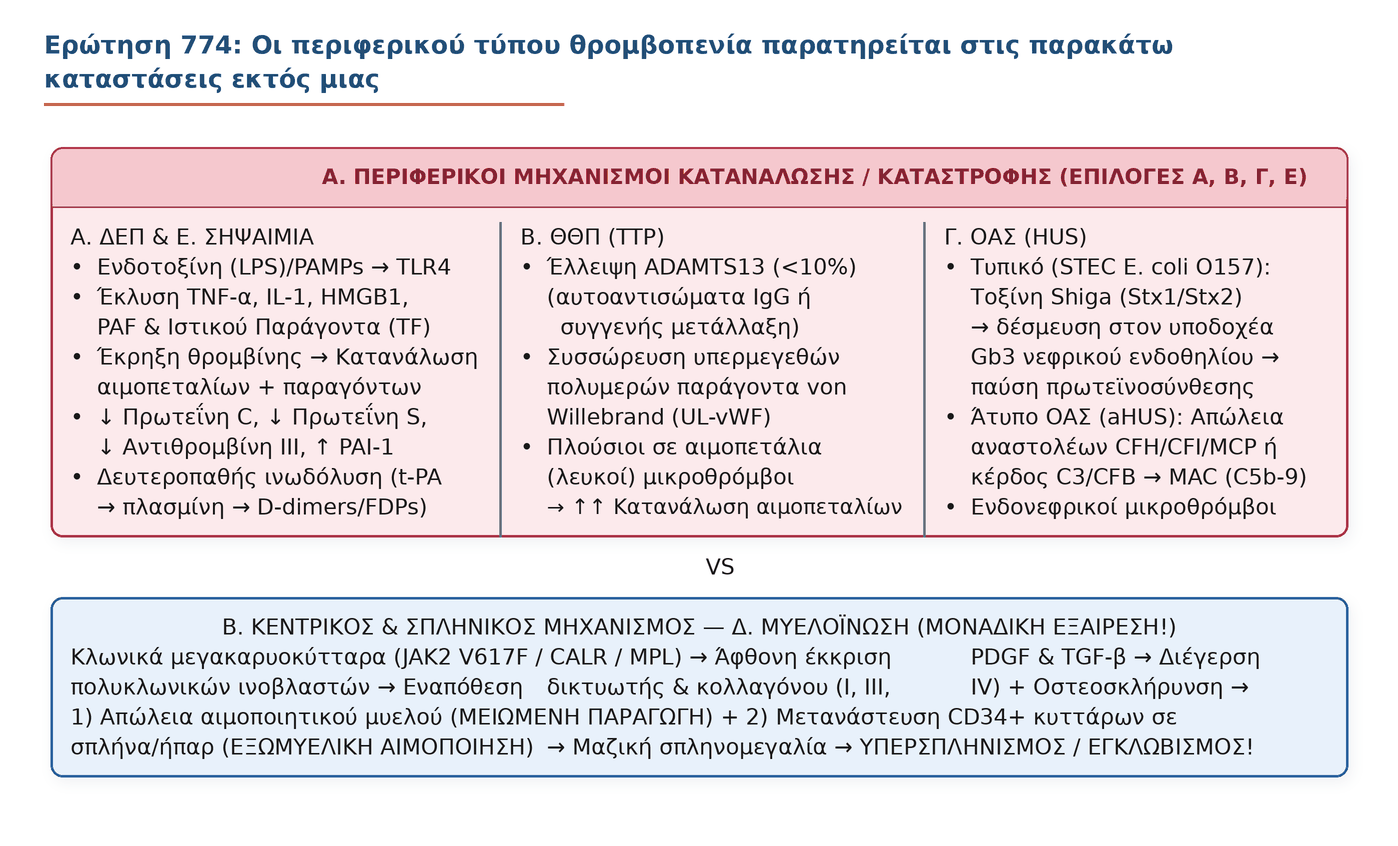 Ερώτηση 774: Οι περιφερικού τύπου θρομβοπενία παρατηρείται στις παρακάτω
καταστάσεις εκτός μιας
Α. ΠΕΡΙΦΕΡΙΚΟΙ ΜΗΧΑΝΙΣΜΟΙ ΚΑΤΑΝΑΛΩΣΗΣ / ΚΑΤΑΣΤΡΟΦΗΣ (ΕΠΙΛΟΓΕΣ Α, Β, Γ, Ε)
Α. ΔΕΠ & Ε. ΣΗΨΑΙΜΙΑ
• Ενδοτοξίνη (LPS)/PAMPs → TLR4
• Έκλυση TNF-α, IL-1, HMGB1,
PAF & Ιστικού Παράγοντα (TF)
• Έκρηξη θρομβίνης → Κατανάλωση
αιμοπεταλίων + παραγόντων
• ↓ Πρωτεΐνη C, ↓ Πρωτεΐνη S,
↓ Αντιθρομβίνη III, ↑ PAI-1
• Δευτεροπαθής ινωδόλυση (t-PA
→ πλασμίνη → D-dimers/FDPs)
Β. ΘΘΠ (TTP)
• Έλλειψη ADAMTS13 (<10%)
(αυτοαντισώματα IgG ή
συγγενής μετάλλαξη)
• Συσσώρευση υπερμεγεθών
πολυμερών παράγοντα von
Willebrand (UL-vWF)
• Πλούσιοι σε αιμοπετάλια
(λευκοί) μικροθρόμβοι
→ ↑↑ Κατανάλωση αιμοπεταλίων
Γ. ΟΑΣ (HUS)
• Τυπικό (STEC E. coli O157):
Τοξίνη Shiga (Stx1/Stx2)
→ δέσμευση στον υποδοχέα
Gb3 νεφρικού ενδοθηλίου →
παύση πρωτεϊνοσύνθεσης
• Άτυπο ΟΑΣ (aHUS): Απώλεια
αναστολέων CFH/CFI/MCP ή
κέρδος C3/CFB → MAC (C5b-9)
• Ενδονεφρικοί μικροθρόμβοι
VS
Β. ΚΕΝΤΡΙΚΟΣ & ΣΠΛΗΝΙΚΟΣ ΜΗΧΑΝΙΣΜΟΣ — Δ. ΜΥΕΛΟΪΝΩΣΗ (ΜΟΝΑΔΙΚΗ ΕΞΑΙΡΕΣΗ!)
Κλωνικά μεγακαρυοκύτταρα (JAK2 V617F / CALR / MPL) → Άφθονη έκκριση PDGF & TGF-β → Διέγερση
πολυκλωνικών ινοβλαστών → Εναπόθεση δικτυωτής & κολλαγόνου (I, III, IV) + Οστεοσκλήρυνση →
1) Απώλεια αιμοποιητικού μυελού (ΜΕΙΩΜΕΝΗ ΠΑΡΑΓΩΓΗ) + 2) Μετανάστευση CD34+ κυττάρων σε
σπλήνα/ήπαρ (ΕΞΩΜΥΕΛΙΚΗ ΑΙΜΟΠΟΙΗΣΗ) → Μαζική σπληνομεγαλία → ΥΠΕΡΣΠΛΗΝΙΣΜΟΣ / ΕΓΚΛΩΒΙΣΜΟΣ!